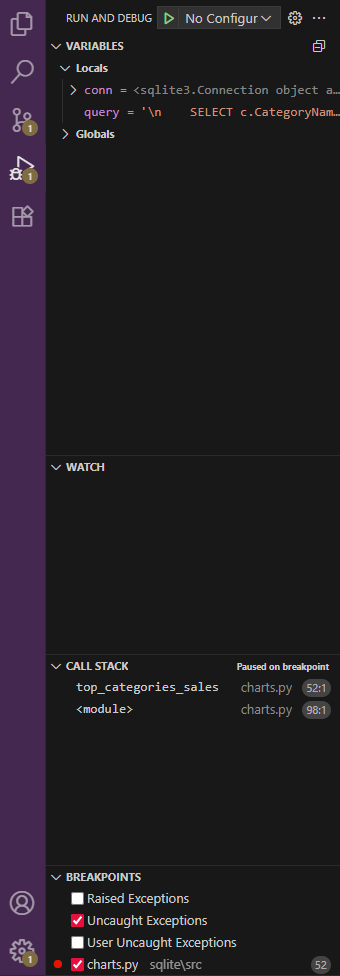 RUN AND DEBUG No Configur
VARIABLES
Locals
conn = <sqlite3.Connection object a...
query = '\n    SELECT c.CategoryNam...
1
Globals
1
WATCH
CALL STACK Paused on breakpoint
top_categories_sales charts.py 52:1
<module> charts.py 98:1
BREAKPOINTS
Raised Exceptions
Uncaught Exceptions
User Uncaught Exceptions
1
charts.py sqlite\src 52